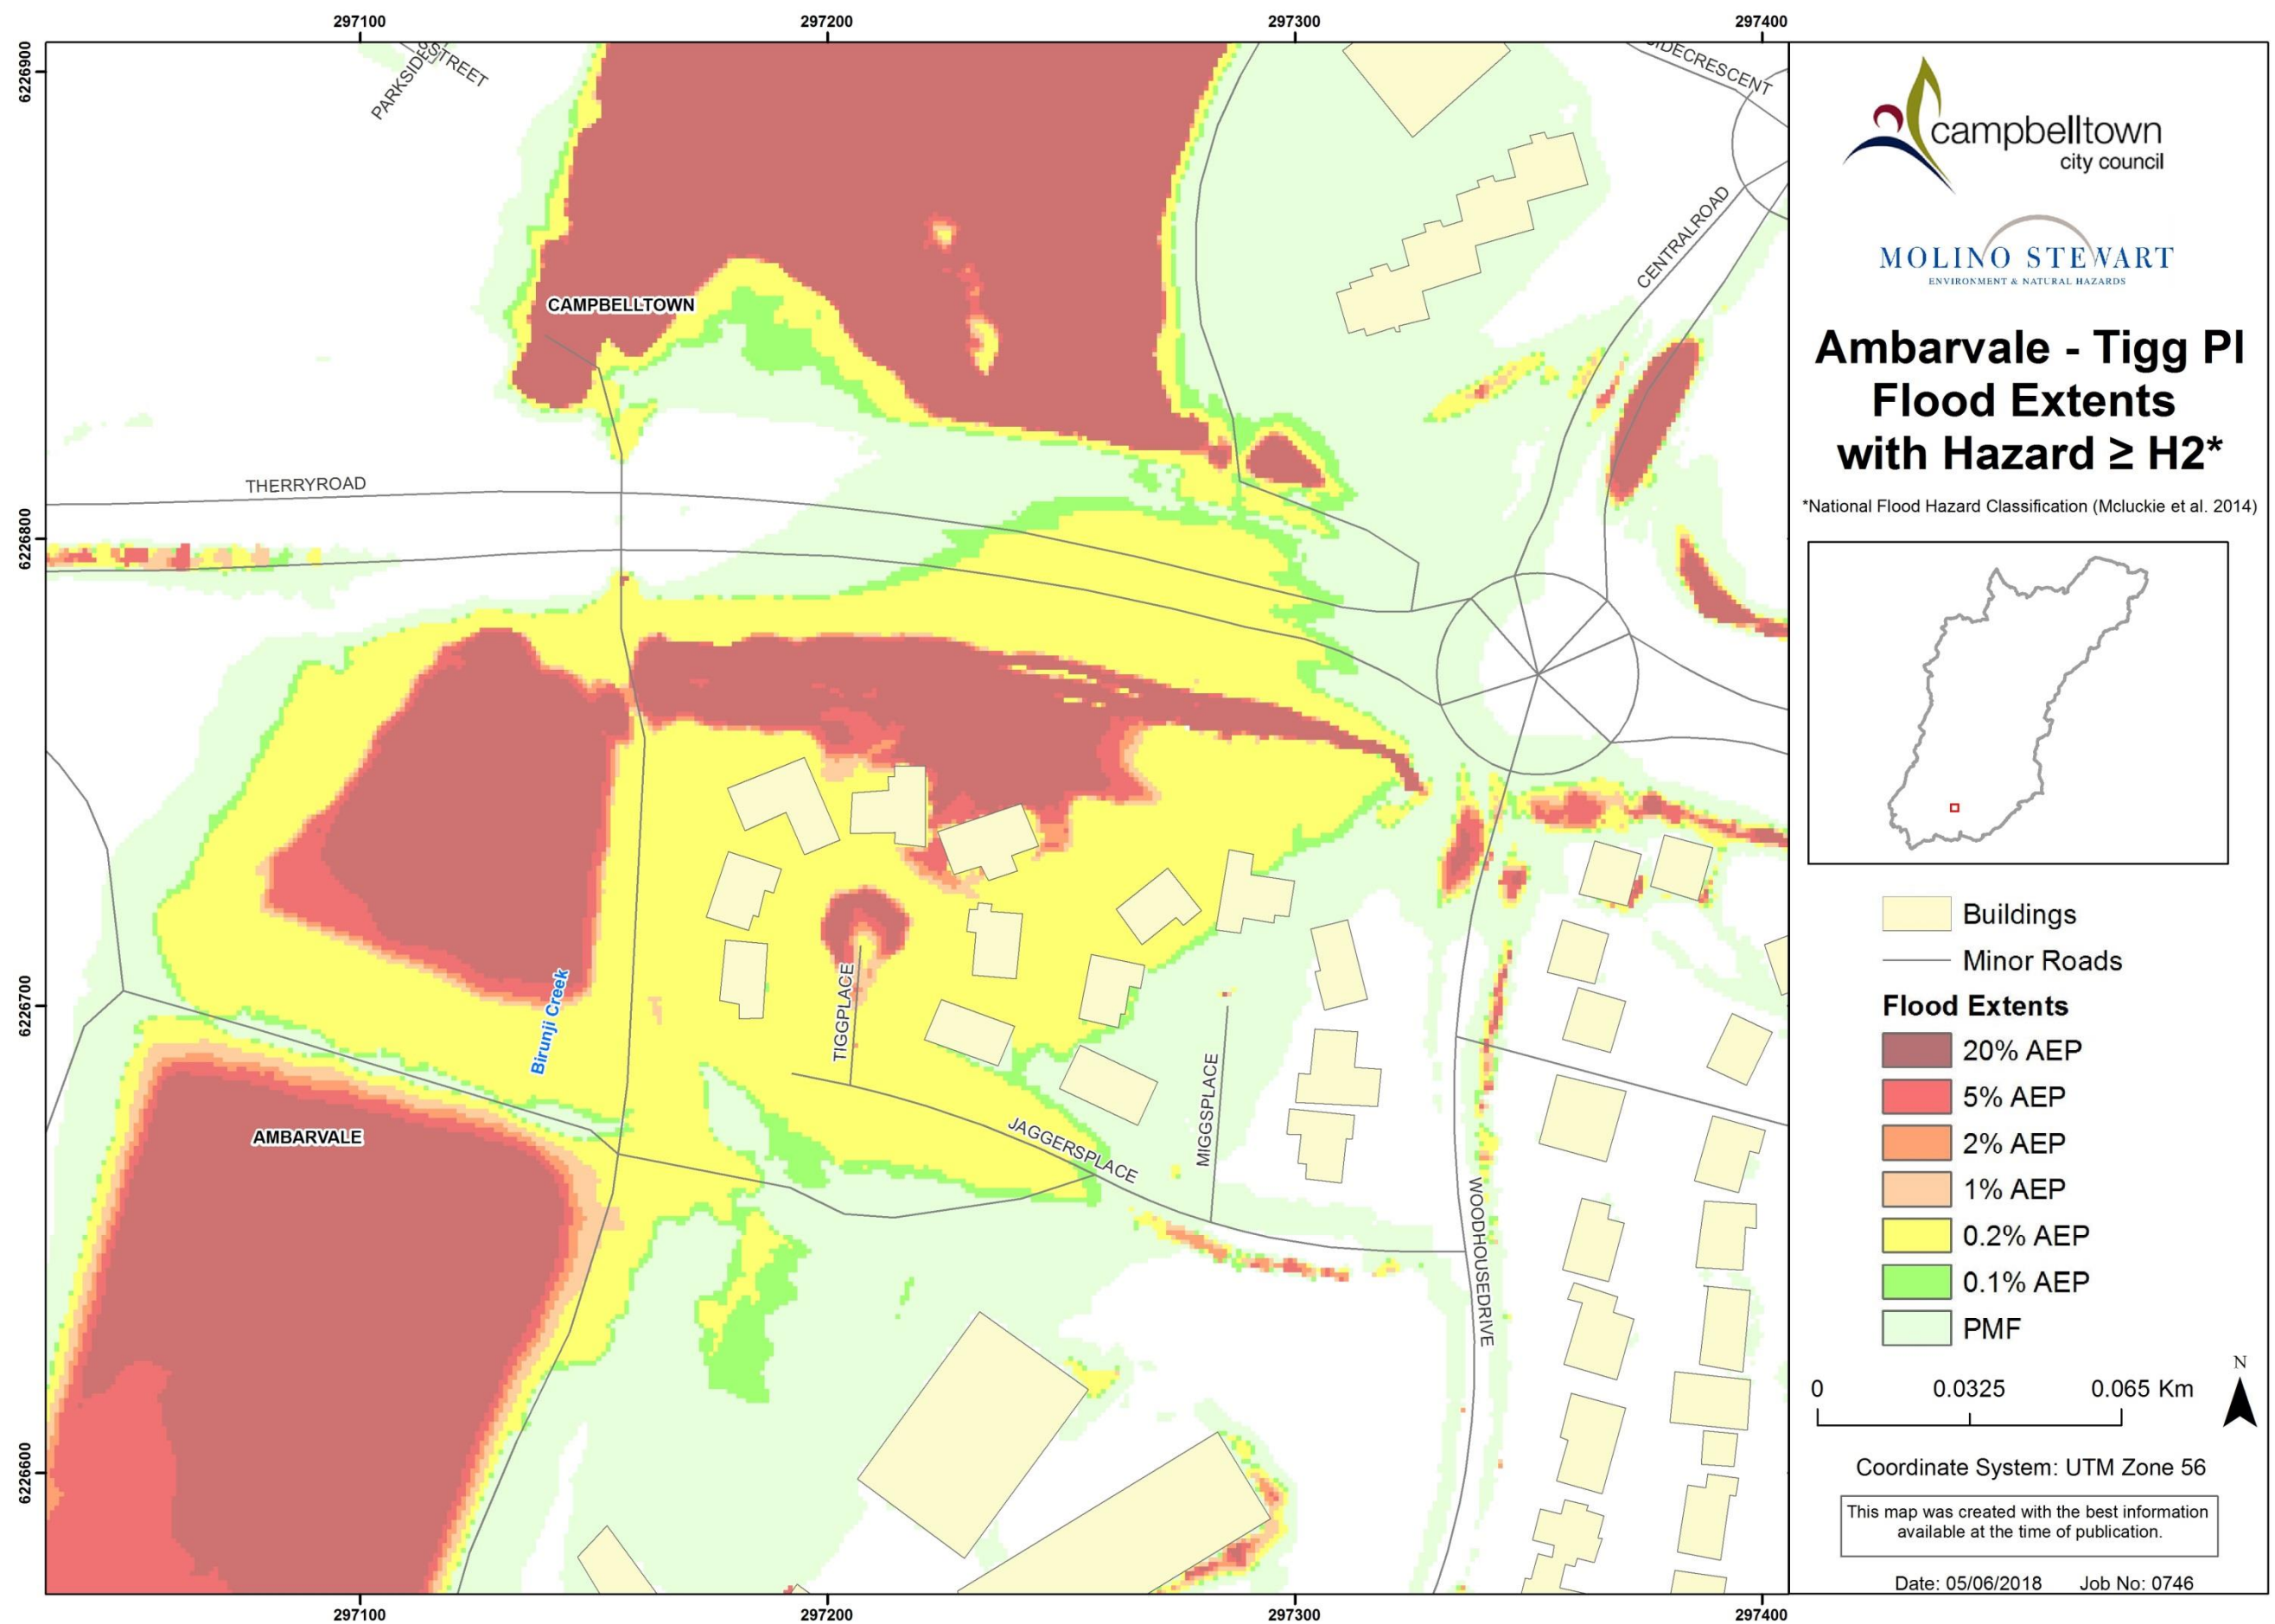 297100
297200
297300
297400
6226900
6226800
6226700
6226600
PARKSIDE
STREET
IDECRESCENT
CENTRALROAD
CAMPBELLTOWN
THERRYROAD
Birunji Creek
TIGGPLACE
MIGGSPLACE
JAGGERSPLACE
WOODHOUSEDRIVE
AMBARVALE
297100
297200
297300
297400
campbelltown
city council
MOLINO STEWART
ENVIRONMENT & NATURAL HAZARDS
Ambarvale - Tigg Pl
Flood Extents
with Hazard ≥ H2*
*National Flood Hazard Classification (Mcluckie et al. 2014)
Buildings
Minor Roads
Flood Extents
20% AEP
5% AEP
2% AEP
1% AEP
0.2% AEP
0.1% AEP
PMF
N
0 0.0325 0.065 Km
Coordinate System: UTM Zone 56
This map was created with the best information
available at the time of publication.
Date: 05/06/2018 Job No: 0746